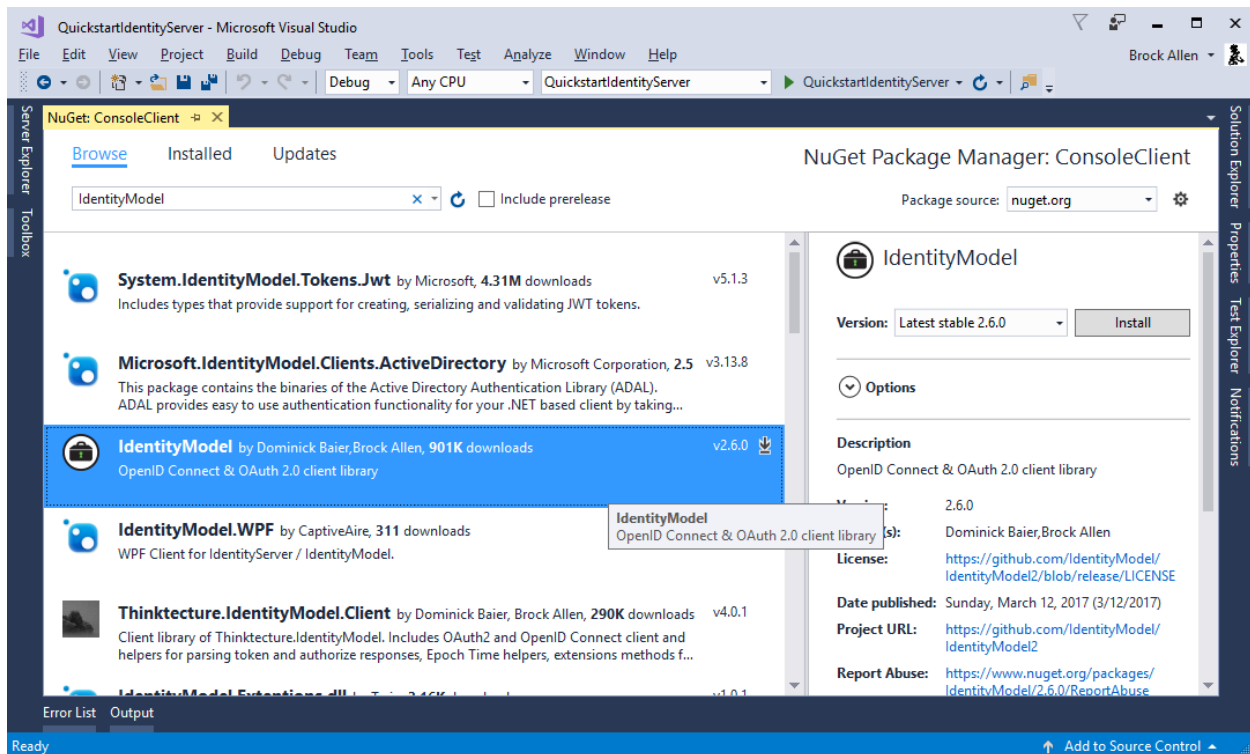 QuickstartIdentityServer - Microsoft Visual Studio
File Edit View Project Build Debug Team Tools Test Analyze Window Help
Brock Allen
Debug Any CPU QuickstartIdentityServer QuickstartIdentityServer
Server Explorer
Toolbox
NuGet: ConsoleClient
Browse Installed Updates
NuGet Package Manager: ConsoleClient
IdentityModel
Include prerelease
Package source: nuget.org
System.IdentityModel.Tokens.Jwt by Microsoft, 4.31M downloads v5.1.3
Includes types that provide support for creating, serializing and validating JWT tokens.
Microsoft.IdentityModel.Clients.ActiveDirectory by Microsoft Corporation, 2.5 v3.13.8
This package contains the binaries of the Active Directory Authentication Library (ADAL).
ADAL provides easy to use authentication functionality for your .NET based client by taking...
IdentityModel by Dominick Baier,Brock Allen, 901K downloads v2.6.0
OpenID Connect & OAuth 2.0 client library
IdentityModel.WPF by CaptiveAire, 311 downloads
WPF Client for IdentityServer / IdentityModel.
IdentityModel
OpenID Connect & OAuth 2.0 client library
Thinktecture.IdentityModel.Client by Dominick Baier, Brock Allen, 290K downloads v4.0.1
Client library of Thinktecture.IdentityModel. Includes OAuth2 and OpenID Connect client and
helpers for parsing token and authorize responses, Epoch Time helpers, extensions methods f...
IdentityModel
Version: Latest stable 2.6.0 Install
Options
Description
OpenID Connect & OAuth 2.0 client library
2.6.0
Dominick Baier,Brock Allen
License: https://github.com/IdentityModel/
IdentityModel2/blob/release/LICENSE
Date published: Sunday, March 12, 2017 (3/12/2017)
Project URL: https://github.com/IdentityModel/
IdentityModel2
Report Abuse: https://www.nuget.org/packages/
IdentityModel/2.6.0/ReportAbuse
Solution Explorer
Properties
Test Explorer
Notifications
Error List Output
Ready
Add to Source Control